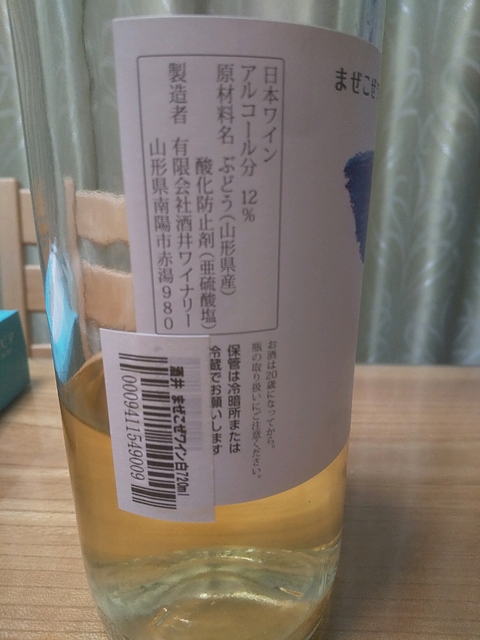 まぜこぜ
日本ワイン
アルコール分 12%
原材料名 ぶどう(山形県産)
酸化防止剤(亜硫酸塩)
製造者 有限会社酒井ワイナリー
山形県南陽市赤湯980
お酒は20歳になってから。
瓶の取り扱いにご注意ください。
保管は冷暗所または
冷蔵でお願いします
酒井 まぜこぜワイン白720ml
00009411549009